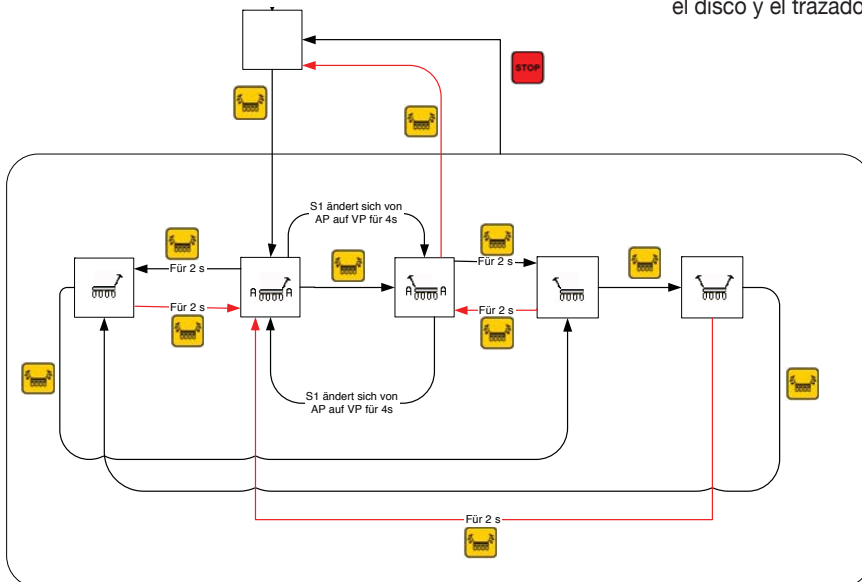 el disco y el trazado
STOP
S1 ändert sich von
AP auf VP für 4s
Für 2 s
Für 2 s
A A
A A
Für 2 s
Für 2 s
S1 ändert sich von
AP auf VP für 4s
Für 2 s